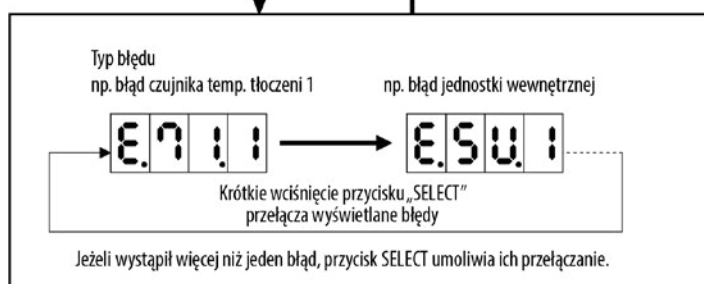 Typ błędu
np. błąd czujnika temp. tłoczeni 1
np. błąd jednostki wewnętrznej
E.71.1
E.5U.1
Krótkie wciśnięcie przycisku „SELECT”
przełącza wyświetlane błędy
Jeżeli wystąpił więcej niż jeden błąd, przycisk SELECT umoliwia ich przełączanie.